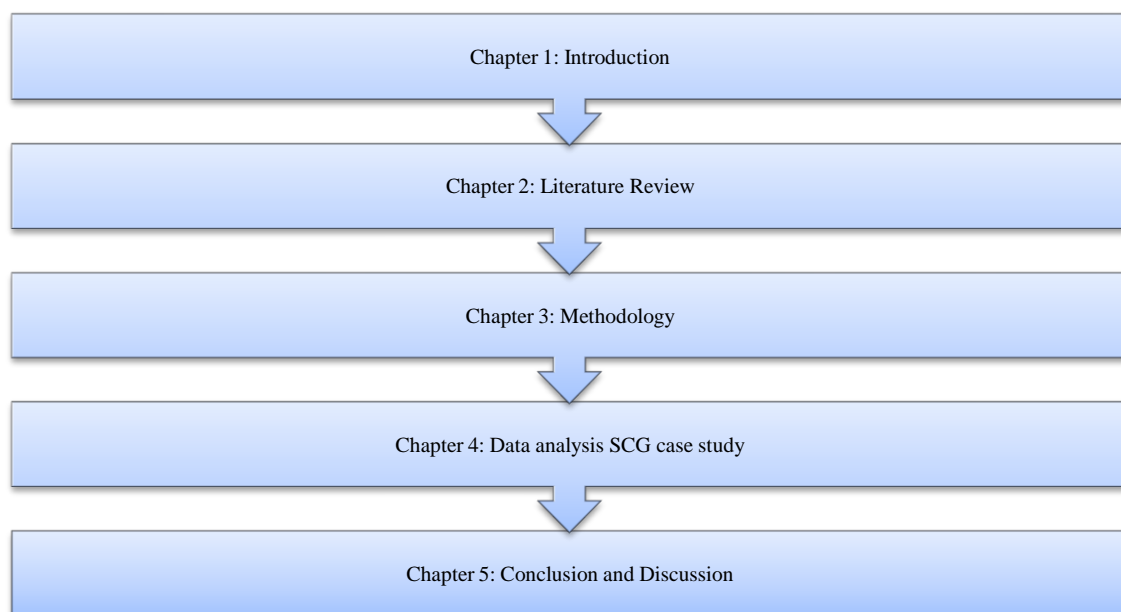 Chapter 1: Introduction
Chapter 2: Literature Review
Chapter 3: Methodology
Chapter 4: Data analysis SCG case study
Chapter 5: Conclusion and Discussion